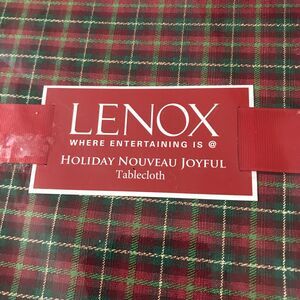 LENOX
WHERE ENTERTAINING IS @
HOLIDAY NOUVEAU JOYFUL
Tablecloth